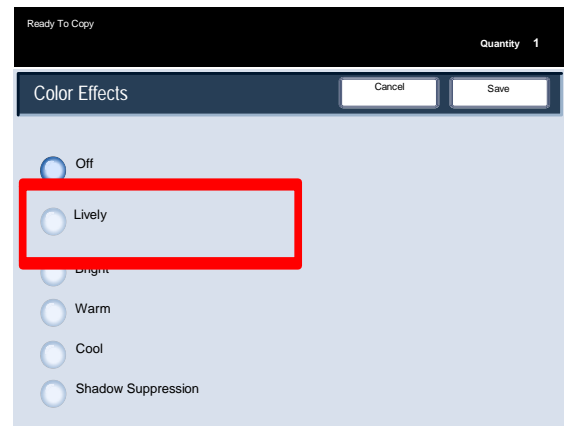 Ready To Copy
Quantity 1
Color Effects
Cancel
Save
Off
Lively
Bright
Warm
Cool
Shadow Suppression